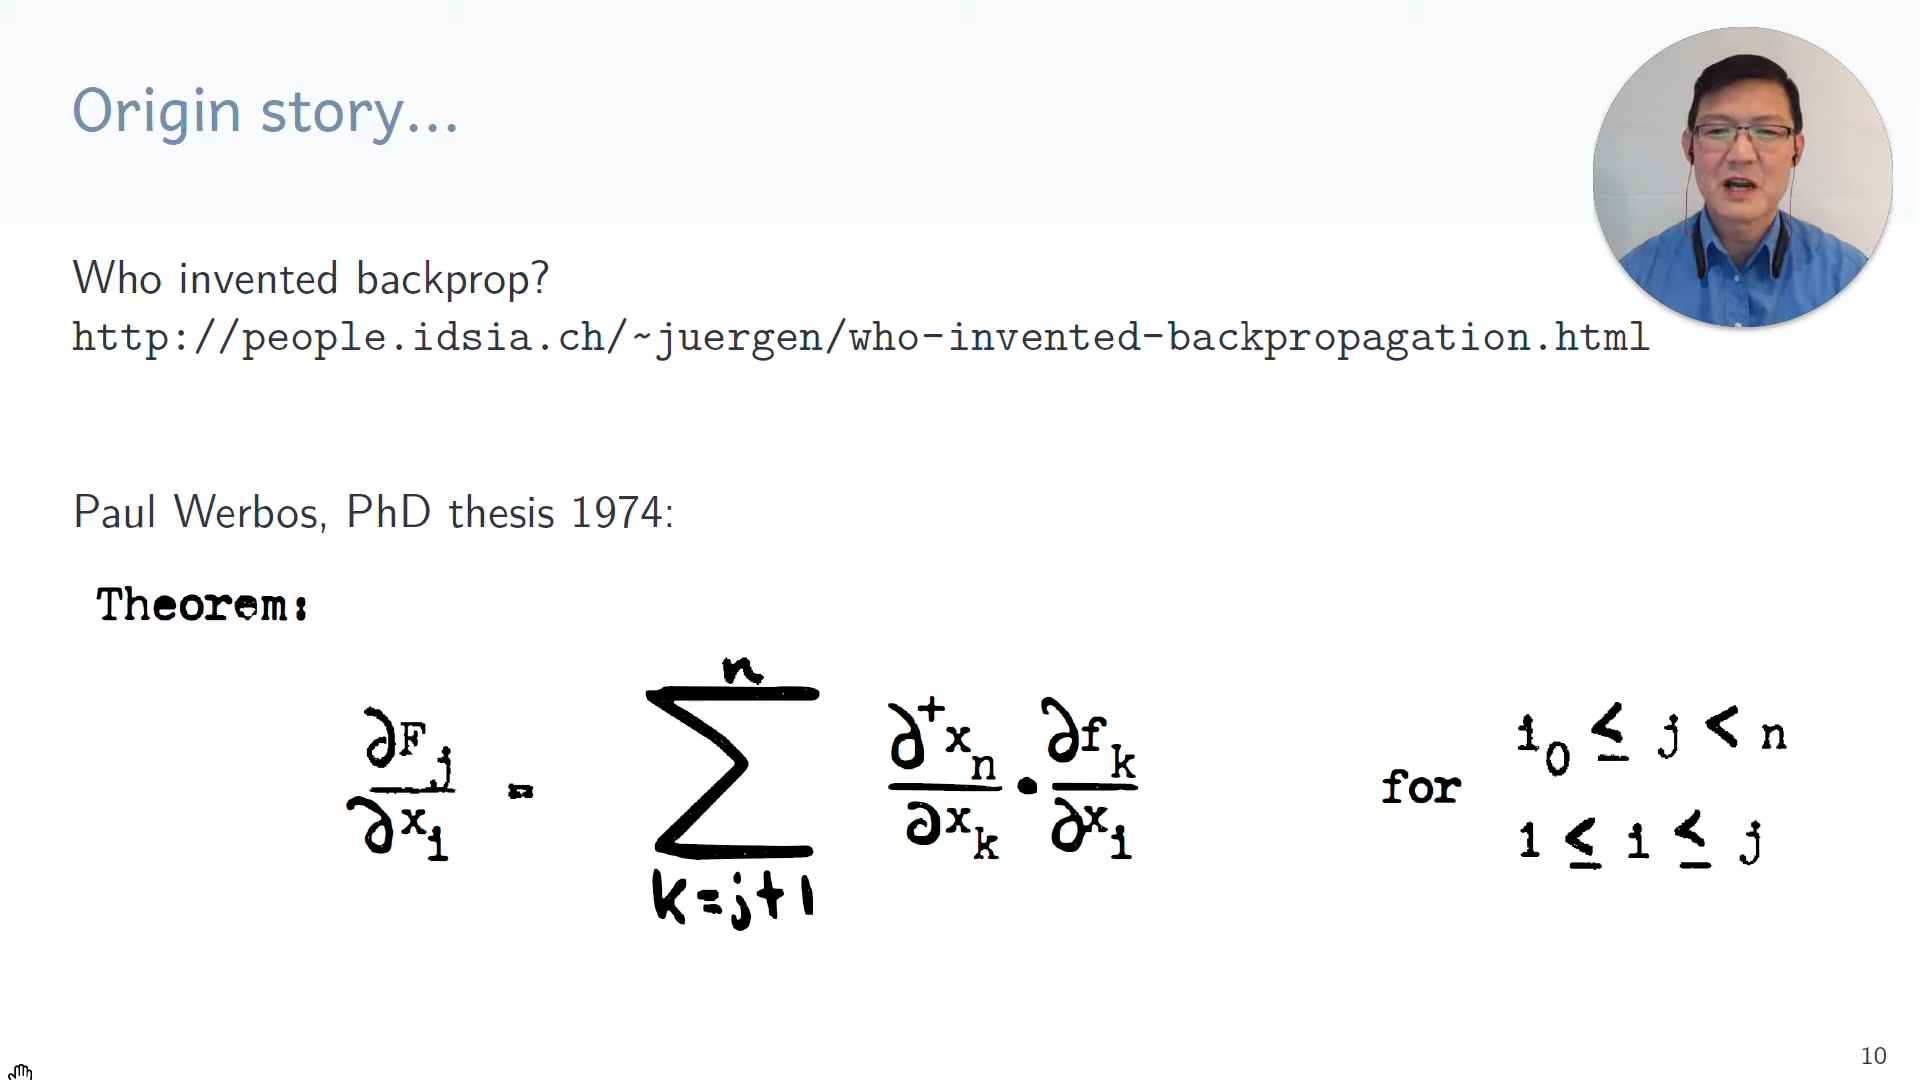 Origin story...
Who invented backprop?
http://people.idsia.ch/~juergen/who-invented-backpropagation.html
Paul Werbos, PhD thesis 1974:
Theorem:
∂F_j/∂x_i = Σ_{k=j+1}^{n} ∂⁺x_n/∂x_k • ∂f_k/∂x_i for i_0 ≤ j < n
1 ≤ i ≤ j
10